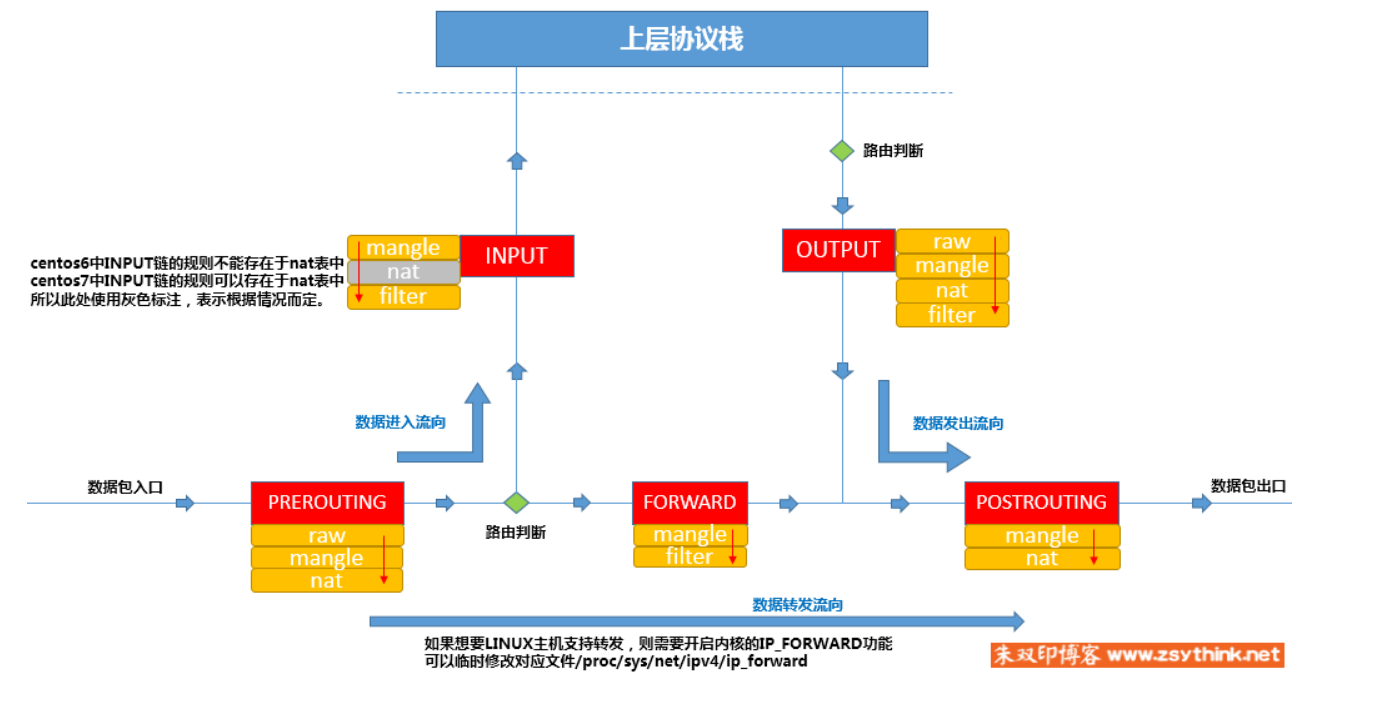 上层协议栈
路由判断
mangle
nat
filter
INPUT
OUTPUT
raw
mangle
nat
filter
centos6中INPUT链的规则不能存在于nat表中
centos7中INPUT链的规则可以存在于nat表中
所以此处使用灰色标注，表示根据情况而定。
数据进入流向
数据发出流向
数据包入口
PREROUTING
raw
mangle
nat
路由判断
FORWARD
mangle
filter
POSTROUTING
mangle
nat
数据包出口
数据转发流向
如果想要LINUX主机支持转发，则需要开启内核的IP_FORWARD功能
可以临时修改对应文件/proc/sys/net/ipv4/ip_forward
朱双印博客 www.zsythink.net